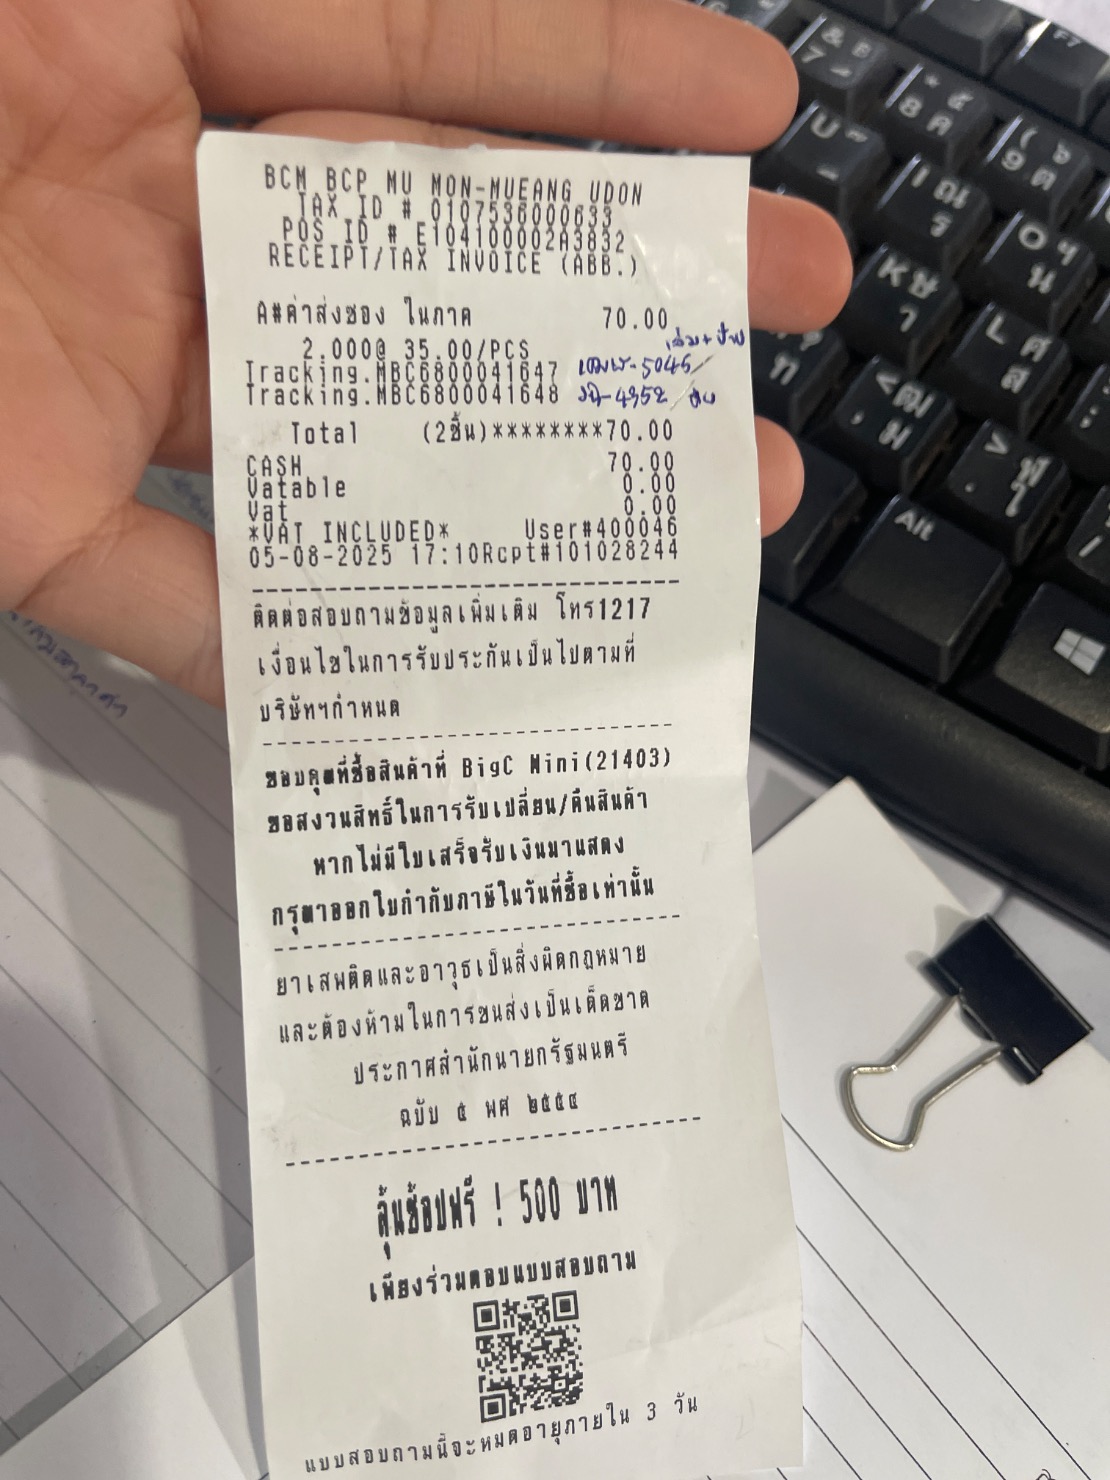 BCM BCP MU MON-MUEANG UDON
TAX ID # 0107536000633
POS ID # E104100002A3832
RECEIPT/TAX INVOICE (ABB.)
A#ค่าส่งซอง ในภาค 70.00
2.000@ 35.00/PCS
Tracking.MBC6800041647 -5045
Tracking.MBC6800041648 -4952
Total (2ชิ้น)********70.00
CASH 70.00
Vatable 0.00
Vat 0.00
*VAT INCLUDED* User#400046
05-08-2025 17:10Rcpt#101028244
ติดต่อสอบถามข้อมูลเพิ่มเติม โทร1217
เงื่อนไขในการรับประกันเป็นไปตามที่
บริษัทฯกำหนด
ขอบคุณที่ซื้อสินค้าที่ BigC Mini(21403)
ขอสงวนสิทธิ์ในการรับเปลี่ยน/คืนสินค้า
หากไม่มีใบเสร็จรับเงินมาแสดง
กรุณาออกใบกำกับภาษีในวันที่ซื้อเท่านั้น
ยาเสพติดและอาวุธเป็นสิ่งผิดกฎหมาย
และต้องห้ามในการขนส่งเป็นเด็ดขาด
ประกาศสำนักนายกรัฐมนตรี
ฉบับ ๕ พศ ๒๕๕๔
ลุ้นช้อปฟรี ! 500 บาท
เพียงร่วมตอบแบบสอบถาม
แบบสอบถามนี้จะหมดอายุภายใน 3 วัน
Alt